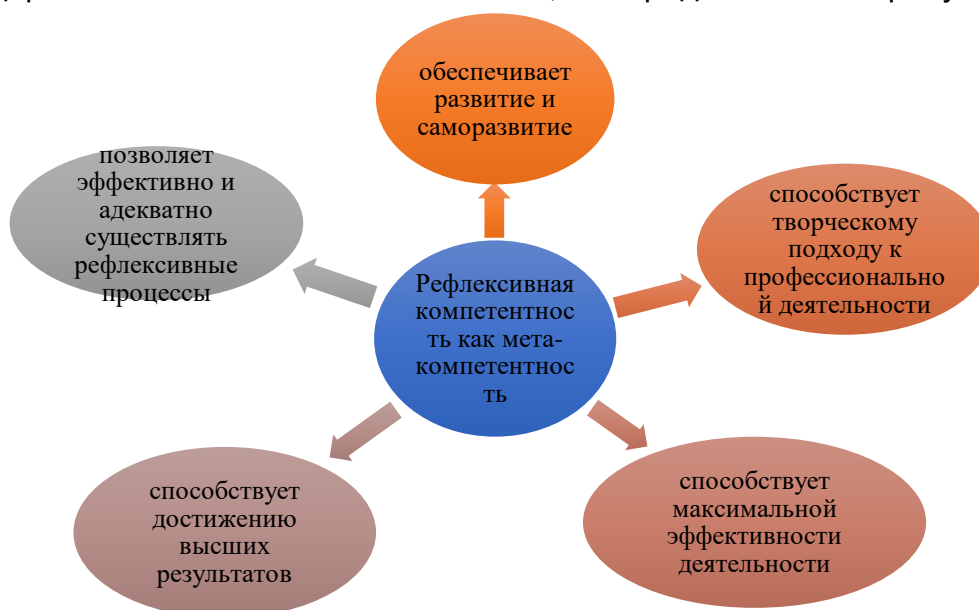 обеспечивает
развитие и
саморазвитие
позволяет
эффективно и
адекватно
существлять
рефлексивные
процессы
способствует
творческому
подходу к
профессионально
й деятельности
Рефлексивная
компетентнос
ть как мета-
компетентнос
ть
способствует
достижению
высших
результатов
способствует
максимальной
эффективности
деятельности